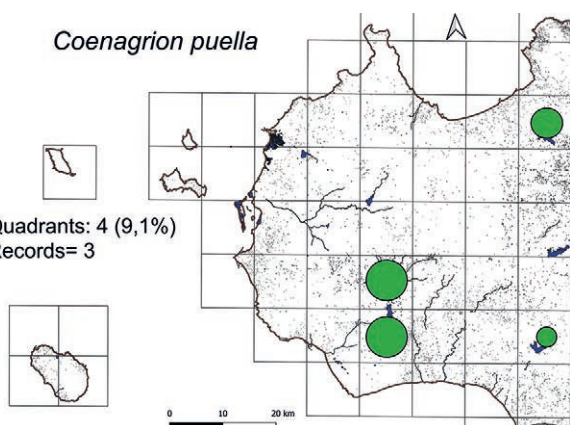 Coenagrion puella
Quadrants: 4 (9,1%)
Records= 3
0 10 20 km